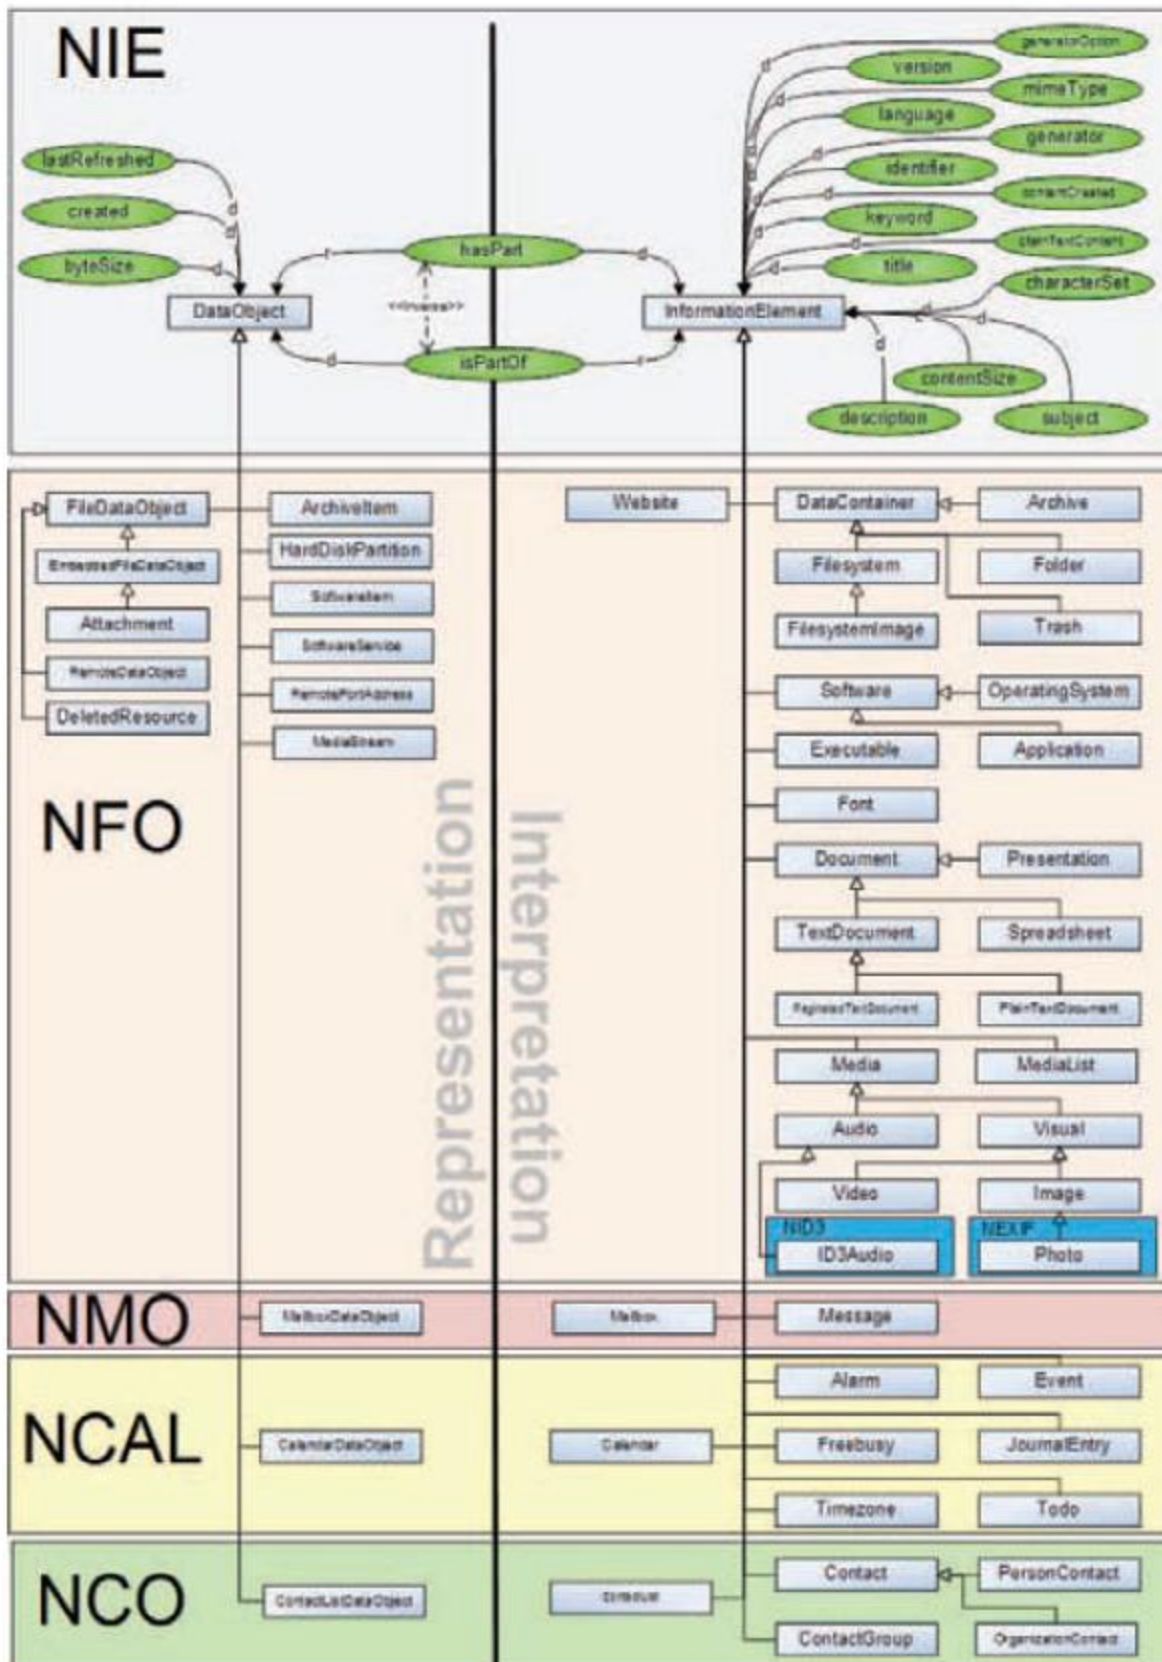 NIE
generatorOption
version
mimeType
language
generator
lastRefreshed
identifier
contentCreated
created
keyword
hasPart
plainTextContent
byteSize
title
characterSet
DataObject
<<inverse>>
InformationElement
isPartOf
contentSize
description
subject
d
d
d
d
d
d
d
d
d
d
d
d
r
d
d
r
d
d
d
FileDataObject
ArchiveItem
Website
DataContainer
Archive
HardDiskPartition
EmbeddedFileDataObject
Filesystem
Folder
SoftwareItem
Attachment
FilesystemImage
Trash
SoftwareService
RemoteDataObject
RemotePortAddress
Software
OperatingSystem
DeletedResource
MediaStream
Executable
Application
NFO
Font
Representation
Interpretation
Document
Presentation
TextDocument
Spreadsheet
PaginatedTextDocument
PlainTextDocument
Media
MediaList
Audio
Visual
Video
Image
NID3
NEXIF
ID3Audio
Photo
NMO
MailboxDataObject
Mailbox
Message
Alarm
Event
NCAL
CalendarDataObject
Calendar
Freebusy
JournalEntry
Timezone
Todo
NCO
ContactListDataObject
Contact
PersonContact
ContactGroup
OrganizationContact